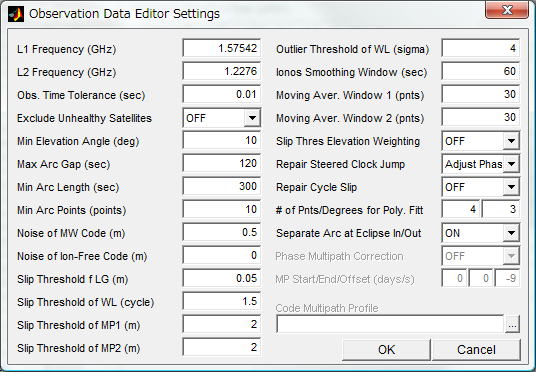 Observation Data Editor Settings
L1 Frequency (GHz) 1.57542
L2 Frequency (GHz) 1.2276
Obs. Time Tolerance (sec) 0.01
Exclude Unhealthy Satellites OFF
Min Elevation Angle (deg) 10
Max Arc Gap (sec) 120
Min Arc Length (sec) 300
Min Arc Points (points) 10
Noise of MW Code (m) 0.5
Noise of Ion-Free Code (m) 0
Slip Threshold f LG (m) 0.05
Slip Threshold of WL (cycle) 1.5
Slip Threshold of MP1 (m) 2
Slip Threshold of MP2 (m) 2
Outlier Threshold of WL (sigma) 4
Ionos Smoothing Window (sec) 60
Moving Aver. Window 1 (pnts) 30
Moving Aver. Window 2 (pnts) 30
Slip Thres Elevation Weighting OFF
Repair Steered Clock Jump Adjust Phas
Repair Cycle Slip OFF
# of Pnts/Degrees for Poly. Fitt 4 3
Separate Arc at Eclipse In/Out ON
Phase Multipath Correction OFF
MP Start/End/Offset (days/s) 0 0 -9
Code Multipath Profile
...
OK Cancel